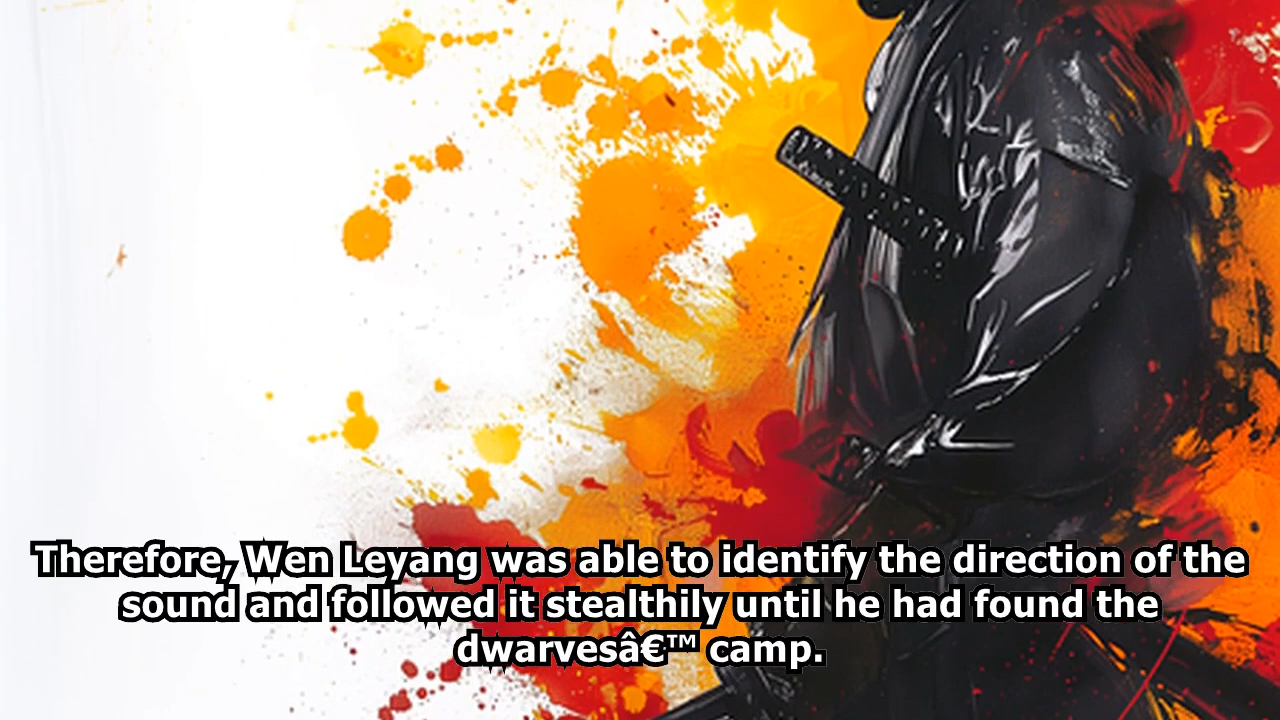 Therefore, Wen Leyang was able to identify the direction of the
sound and followed it stealthily until he had found the
dwarvesâ€™ camp.